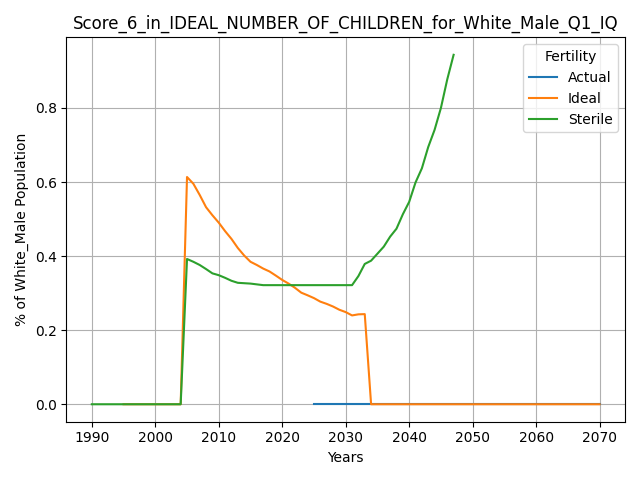 Score_6_in_IDEAL_NUMBER_OF_CHILDREN_for_White_Male_Q1_IQ
Fertility
Actual
Ideal
Sterile
% of White_Male Population
0.8
0.6
0.4
0.2
0.0
1990 2000 2010 2020 2030 2040 2050 2060 2070
Years